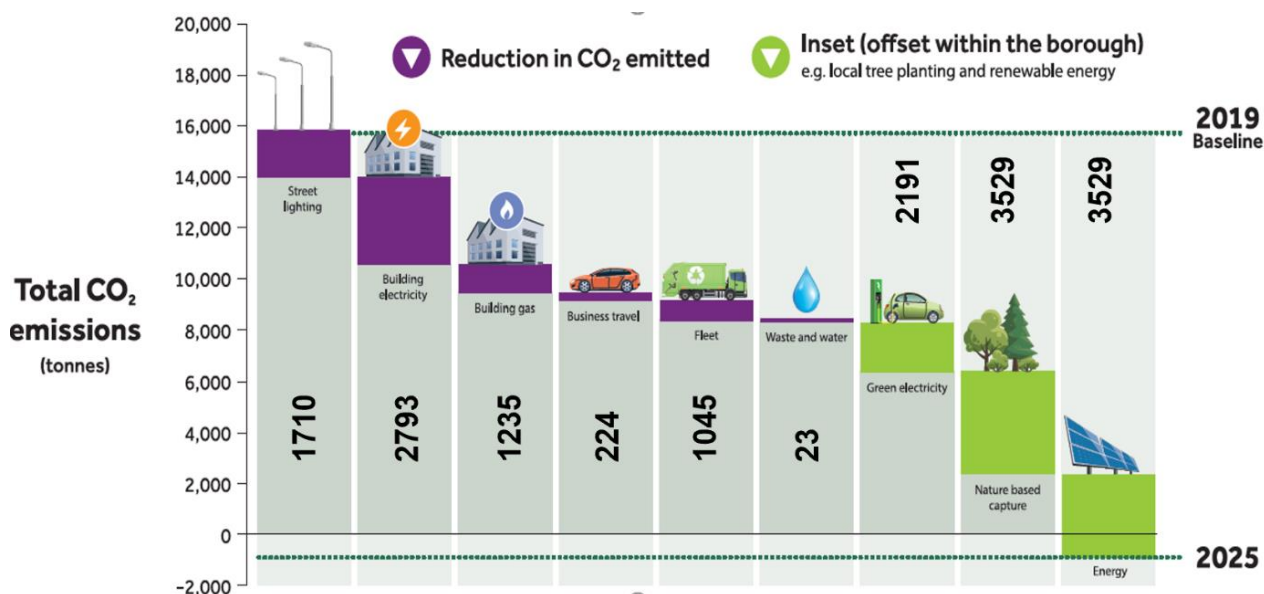 20,000
18,000
16,000
14,000
12,000
10,000
8,000
6,000
4,000
2,000
0
-2,000
Total CO₂
emissions
(tonnes)
Reduction in CO₂ emitted
Inset (offset within the borough)
e.g. local tree planting and renewable energy
2019
Baseline
2025
Street
lighting
1710
Building
electricity
2793
Building gas
1235
Business travel
224
Fleet
1045
Waste and water
23
2191
Green electricity
3529
Nature based
capture
3529
Energy